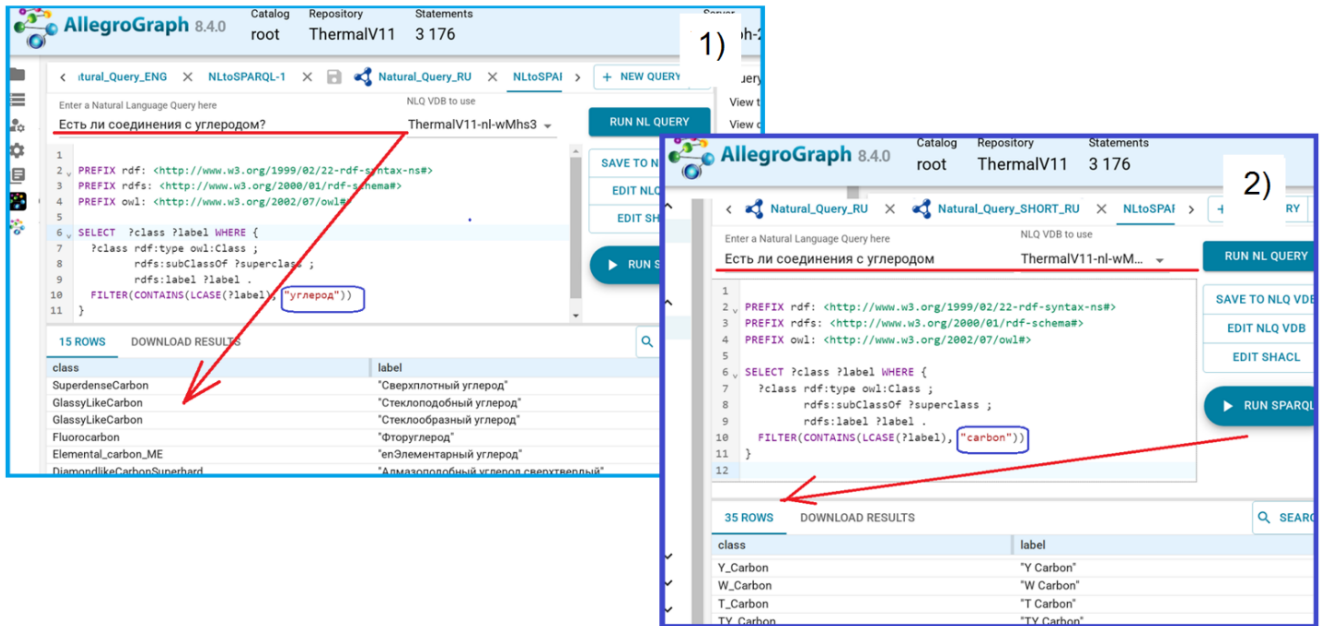 Catalog Repository Statements Server
AllegroGraph 8.4.0 root ThermalV11 3 176
1)
Natural_Query_ENG × NLtoSPARQL-1 × Natural_Query_RU × NLtoSPAI + NEW QUERY
Enter a Natural Language Query here NLQ VDB to use
Есть ли соединения с углеродом? ThermalV11-nl-wMhs3 RUN NL QUERY
View t
View
1
2 PREFIX rdf: <http://www.w3.org/1999/02/22-rdf-syntax-ns#>
3 PREFIX rdfs: <http://www.w3.org/2000/01/rdf-schema#>
4 PREFIX owl: <http://www.w3.org/2002/07/owl#>
5
6 SELECT ?class ?label WHERE {
7 ?class rdf:type owl:Class ;
8 rdfs:subClassOf ?superclass ;
9 rdfs:label ?label .
10 FILTER(CONTAINS(LCASE(?label), "углерод"))
11 }
SAVE TO N
EDIT NLQ
EDIT SH
RUN S
15 ROWS DOWNLOAD RESULTS
class label
SuperdenseCarbon "Сверхплотный углерод"
GlassyLikeCarbon "Стеклоподобный углерод"
GlassyLikeCarbon "Стеклообразный углерод"
Fluorocarbon "Фторуглерод"
Elemental_carbon_ME "enЭлементарный углерод"
DiamondlikeCarbonSuperhard "Алмазоподобный углерод сверхтвердый"
Catalog Repository Statements
AllegroGraph 8.4.0 root ThermalV11 3 176
2)
Natural_Query_RU × Natural_Query_SHORT_RU × NLtoSPAI + RY
Enter a Natural Language Query here NLQ VDB to use
Есть ли соединения с углеродом ThermalV11-nl-wM... RUN NL QUERY
1
2 PREFIX rdf: <http://www.w3.org/1999/02/22-rdf-syntax-ns#>
3 PREFIX rdfs: <http://www.w3.org/2000/01/rdf-schema#>
4 PREFIX owl: <http://www.w3.org/2002/07/owl#>
5
6 SELECT ?class ?label WHERE {
7 ?class rdf:type owl:Class ;
8 rdfs:subClassOf ?superclass ;
9 rdfs:label ?label .
10 FILTER(CONTAINS(LCASE(?label), "carbon"))
11 }
12
SAVE TO NLQ VDB
EDIT NLQ VDB
EDIT SHACL
RUN SPARQL
35 ROWS DOWNLOAD RESULTS SEARC
class label
Y_Carbon "Y Carbon"
W_Carbon "W Carbon"
T_Carbon "T Carbon"
TY_Carbon "TY Carbon"